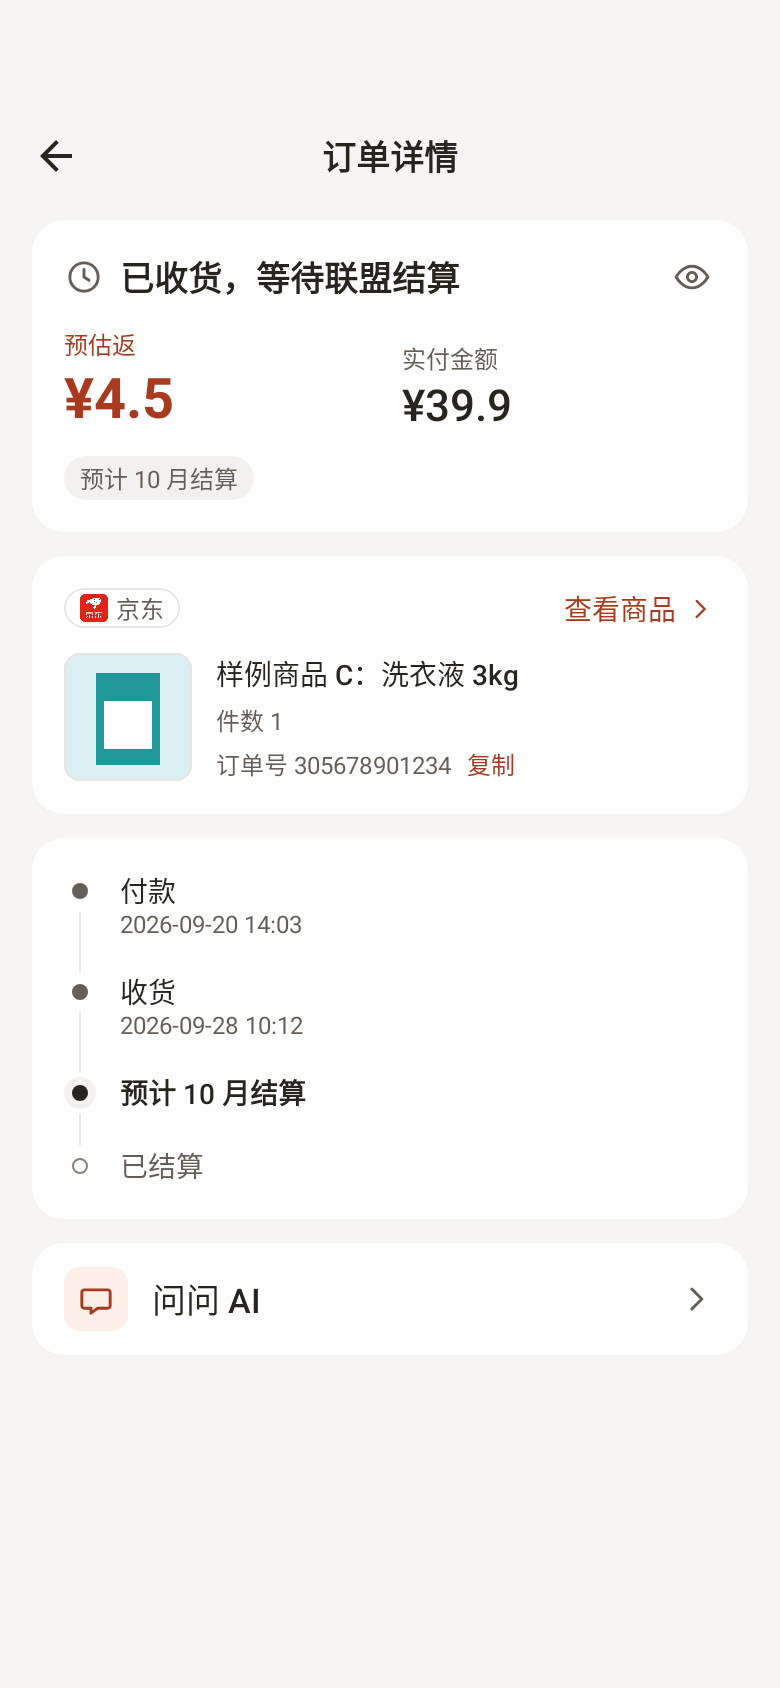 订单详情
已收货，等待联盟结算
预估返
¥4.5
实付金额
¥39.9
预计 10 月结算
京东
查看商品
样例商品 C：洗衣液 3kg
件数 1
订单号 305678901234 复制
付款
2026-09-20 14:03
收货
2026-09-28 10:12
预计 10 月结算
已结算
问问 AI